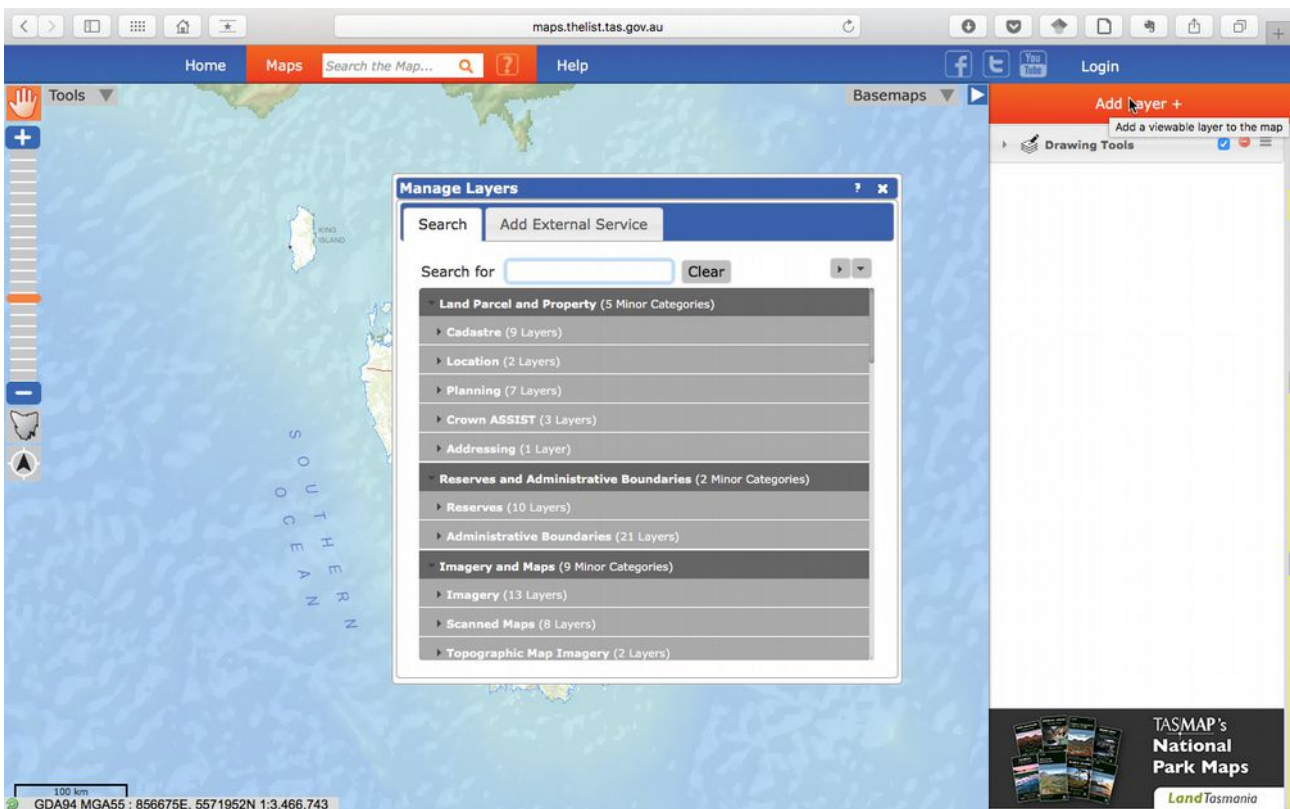 maps.thelist.tas.gov.au
Home Maps Search the Map... ? Help f t You Tube Login
Tools Basemaps Add Layer +
Add a viewable layer to the map
Drawing Tools
Manage Layers ? x
Search Add External Service
KING
ISLAND
Search for Clear
Land Parcel and Property (5 Minor Categories)
Cadastre (9 Layers)
Location (2 Layers)
Planning (7 Layers)
Crown ASSIST (3 Layers)
Addressing (1 Layer)
Reserves and Administrative Boundaries (2 Minor Categories)
Reserves (10 Layers)
Administrative Boundaries (21 Layers)
Imagery and Maps (9 Minor Categories)
Imagery (13 Layers)
Scanned Maps (8 Layers)
Topographic Map Imagery (2 Layers)
SOUTHERN
OCEAN
TASMAP's
National
Park Maps
LandTasmania
100 km
GDA94 MGA55 : 856675E, 5571952N 1:3,466,743